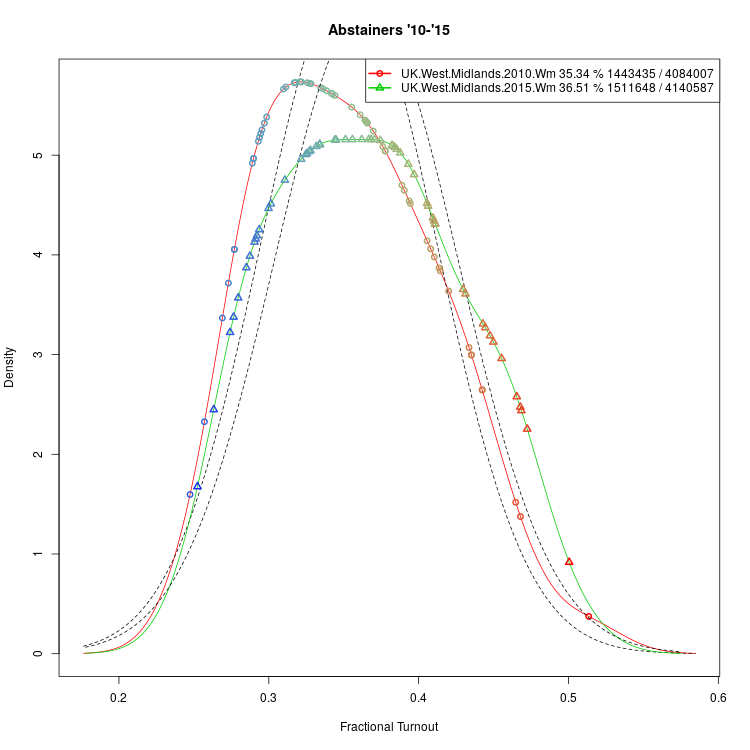 Abstainers '10-'15
UK.West.Midlands.2010.Wm 35.34 % 1443435 / 4084007
UK.West.Midlands.2015.Wm 36.51 % 1511648 / 4140587
Density
5
4
3
2
1
0
0.2 0.3 0.4 0.5 0.6
Fractional Turnout